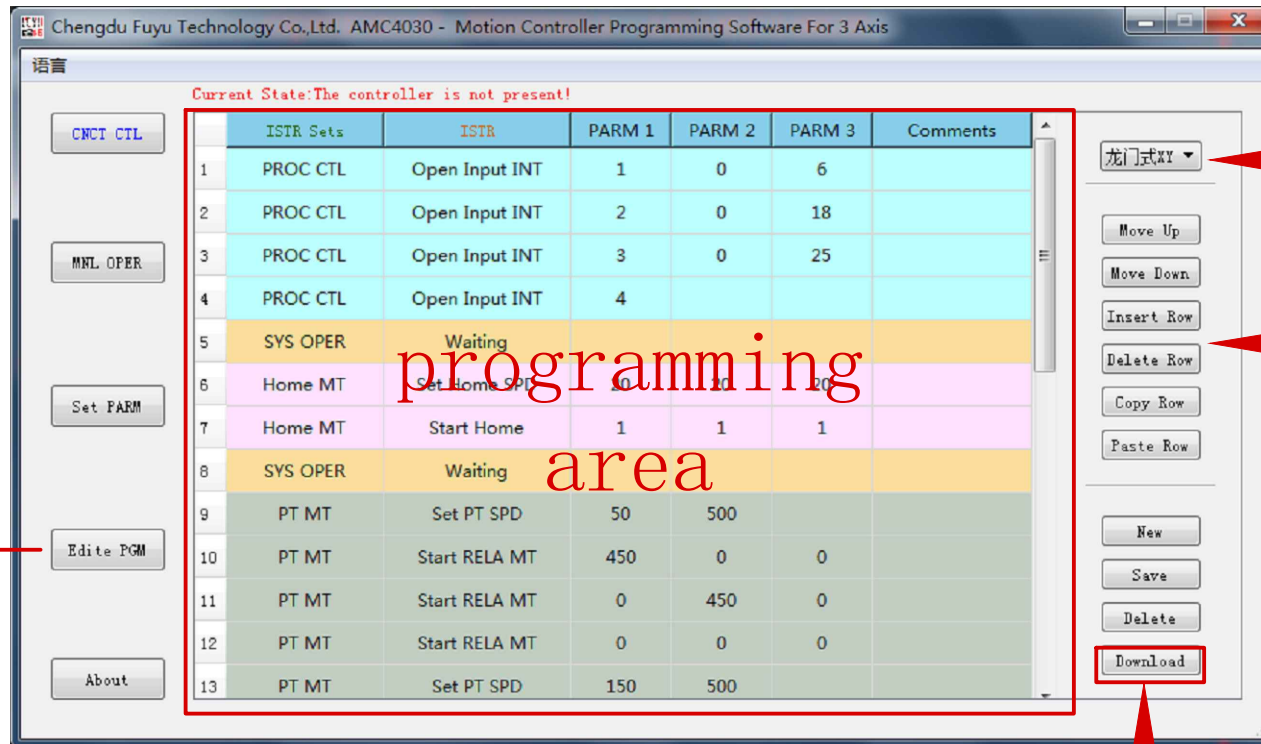 Chengdu Fuyu Technology Co.,Ltd. AMC4030 - Motion Controller Programming Software For 3 Axis
语言
Current State:The controller is not present!
CNCT CTL
MNL OPER
Set PARM
Edite PGM
About
ISTR Sets ISTR PARM 1 PARM 2 PARM 3 Comments
1 PROC CTL Open Input INT 1 0 6
2 PROC CTL Open Input INT 2 0 18
3 PROC CTL Open Input INT 3 0 25
4 PROC CTL Open Input INT 4
5 SYS OPER Waiting
6 Home MT Set Home SPD 20 20 20
7 Home MT Start Home 1 1 1
8 SYS OPER Waiting
9 PT MT Set PT SPD 50 500
10 PT MT Start RELA MT 450 0 0
11 PT MT Start RELA MT 0 450 0
12 PT MT Start RELA MT 0 0 0
13 PT MT Set PT SPD 150 500
programming
area
龙门式XY
Move Up
Move Down
Insert Row
Delete Row
Copy Row
Paste Row
New
Save
Delete
Download